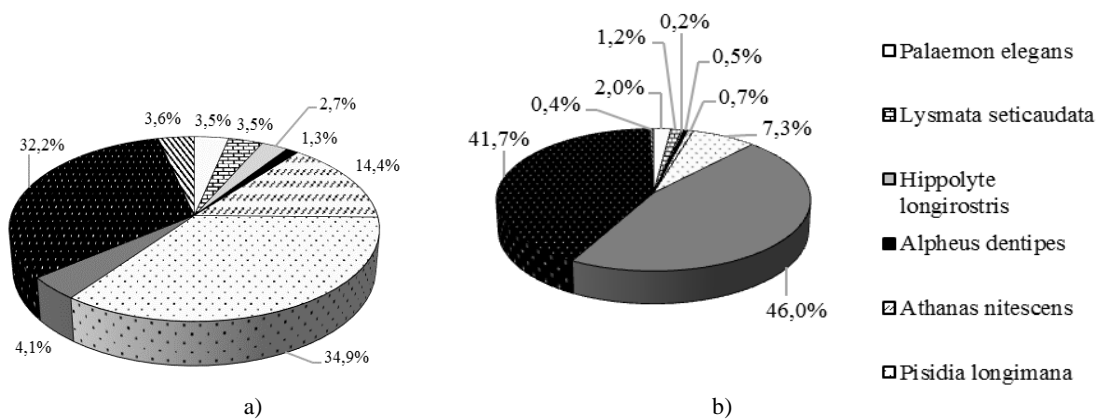 3,6%
3,5%
3,5%
2,7%
1,3%
14,4%
32,2%
4,1%
34,9%
a)
0,4%
2,0%
1,2%
0,2%
0,5%
0,7%
7,3%
41,7%
46,0%
b)
Palaemon elegans
Lysmata seticaudata
Hippolyte
longirostris
Alpheus dentipes
Athanas nitescens
Pisidia longimana